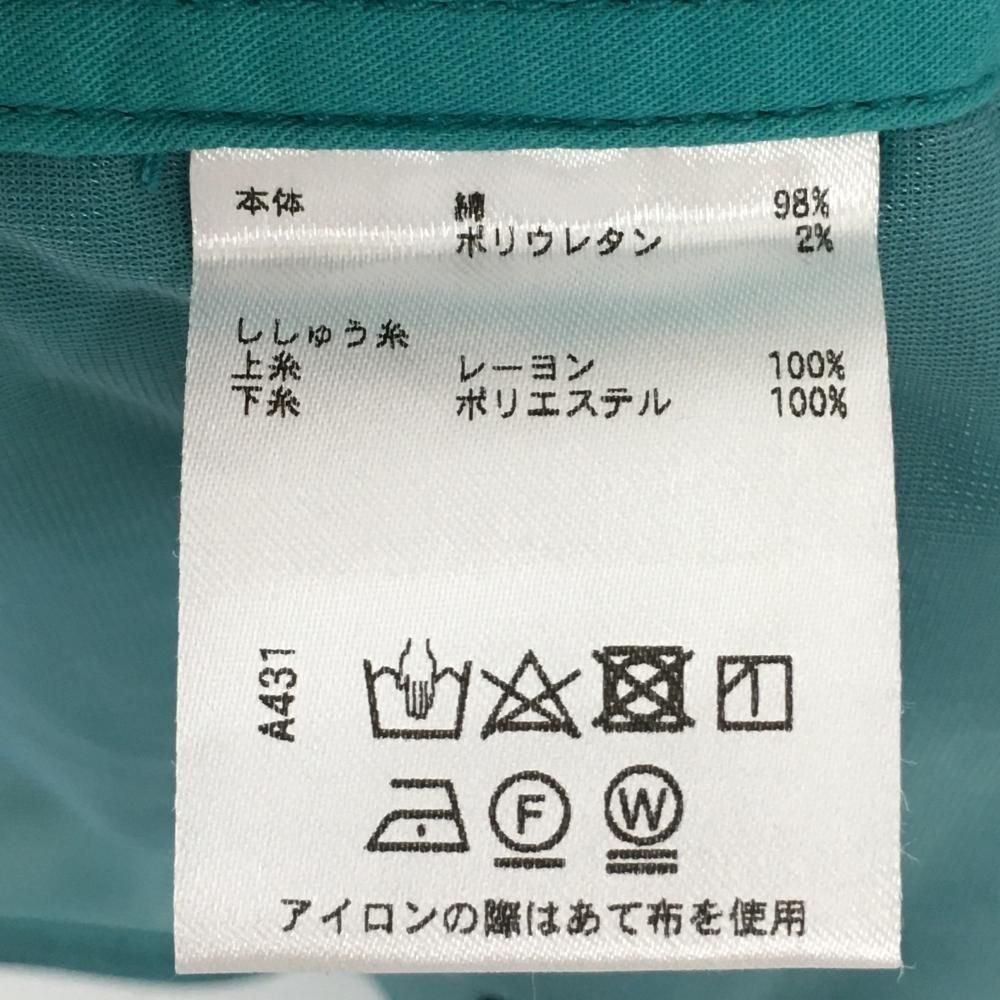 本体 綿 98%
ポリウレタン 2%
ししゅう糸
上糸 レーヨン 100%
下糸 ポリエステル 100%
A431
F W
アイロンの際はあて布を使用